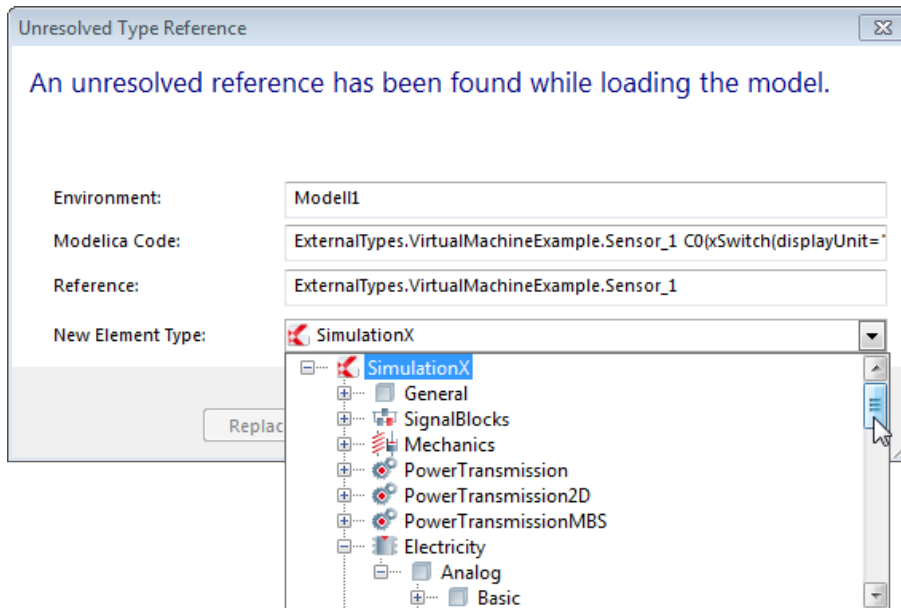 Unresolved Type Reference
An unresolved reference has been found while loading the model.
Environment: Modell1
Modelica Code: ExternalTypes.VirtualMachineExample.Sensor_1 C0(xSwitch(displayUnit="
Reference: ExternalTypes.VirtualMachineExample.Sensor_1
New Element Type: SimulationX
SimulationX
General
SignalBlocks
Mechanics
Replac
PowerTransmission
PowerTransmission2D
PowerTransmissionMBS
Electricity
Analog
Basic